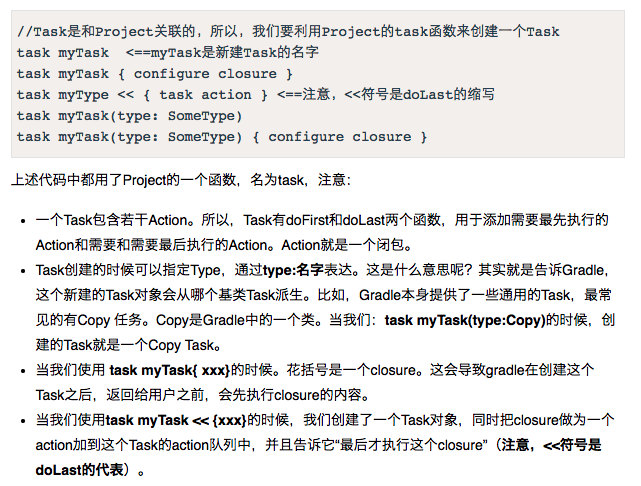 //Task是和Project关联的，所以，我们要利用Project的task函数来创建一个Task
task myTask  <==myTask是新建Task的名字
task myTask { configure closure }
task myType << { task action } <==注意，<<符号是doLast的缩写
task myTask(type：SomeType)
task myTask(type：SomeType) { configure closure }
上述代码中都用了Project的一个函数，名为task，注意：
• 一个Task包含若干Action。所以，Task有doFirst和doLast两个函数，用于添加需要最先执行的
Action和需要和需要最后执行的Action。Action就是一个闭包。
• Task创建的时候可以指定Type，通过type:名字表达。这是什么意思呢？其实就是告诉Gradle，
这个新建的Task对象会从哪个基类Task派生。比如，Gradle本身提供了一些通用的Task，最常
见的有Copy 任务。Copy是Gradle中的一个类。当我们：task myTask(type:Copy)的时候，创
建的Task就是一个Copy Task。
• 当我们使用 task myTask{ xxx}的时候。花括号是一个closure。这会导致gradle在创建这个
Task之后，返回给用户之前，会先执行closure的内容。
• 当我们使用task myTask << {xxx}的时候，我们创建了一个Task对象，同时把closure做为一个
action加到这个Task的action队列中，并且告诉它“最后才执行这个closure”（注意，<<符号是
doLast的代表）。